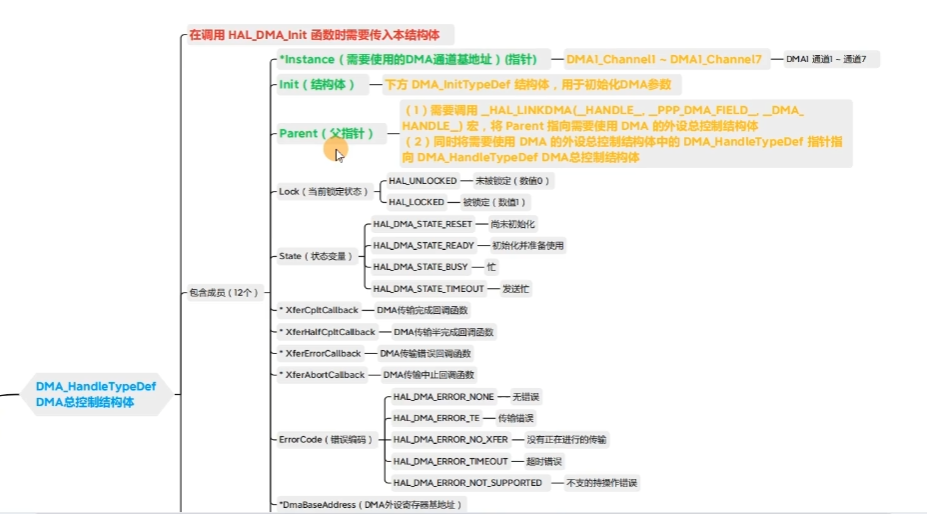 在调用 HAL_DMA_Init 函数时需要传入本结构体
*Instance（需要使用的DMA通道基地址）(指针)
DMA1_Channel1 ~ DMA1_Channel7
DMA1 通道1 ~ 通道7
Init（结构体）
下方 DMA_InitTypeDef 结构体，用于初始化DMA参数
Parent（父指针）
（1）需要调用 __HAL_LINKDMA(__HANDLE__, __PPP_DMA_FIELD__, __DMA_
HANDLE__) 宏，将 Parent 指向需要使用 DMA 的外设总控制结构体
（2）同时将需要使用 DMA 的外设总控制结构体中的 DMA_HandleTypeDef 指针指
向 DMA_HandleTypeDef DMA总控制结构体
Lock（当前锁定状态）
HAL_UNLOCKED
未被锁定（数值0）
HAL_LOCKED
被锁定（数值1）
State（状态变量）
HAL_DMA_STATE_RESET
尚未初始化
HAL_DMA_STATE_READY
初始化并准备使用
HAL_DMA_STATE_BUSY
忙
HAL_DMA_STATE_TIMEOUT
发送忙
包含成员（12个）
* XferCpltCallback
DMA传输完成回调函数
* XferHalfCpltCallback
DMA传输半完成回调函数
* XferErrorCallback
DMA传输错误回调函数
* XferAbortCallback
DMA传输中止回调函数
DMA_HandleTypeDef
DMA总控制结构体
ErrorCode（错误编码）
HAL_DMA_ERROR_NONE
无错误
HAL_DMA_ERROR_TE
传输错误
HAL_DMA_ERROR_NO_XFER
没有正在进行的传输
HAL_DMA_ERROR_TIMEOUT
超时错误
HAL_DMA_ERROR_NOT_SUPPORTED
不支的持操作错误
*DmaBaseAddress（DMA外设寄存器基地址）